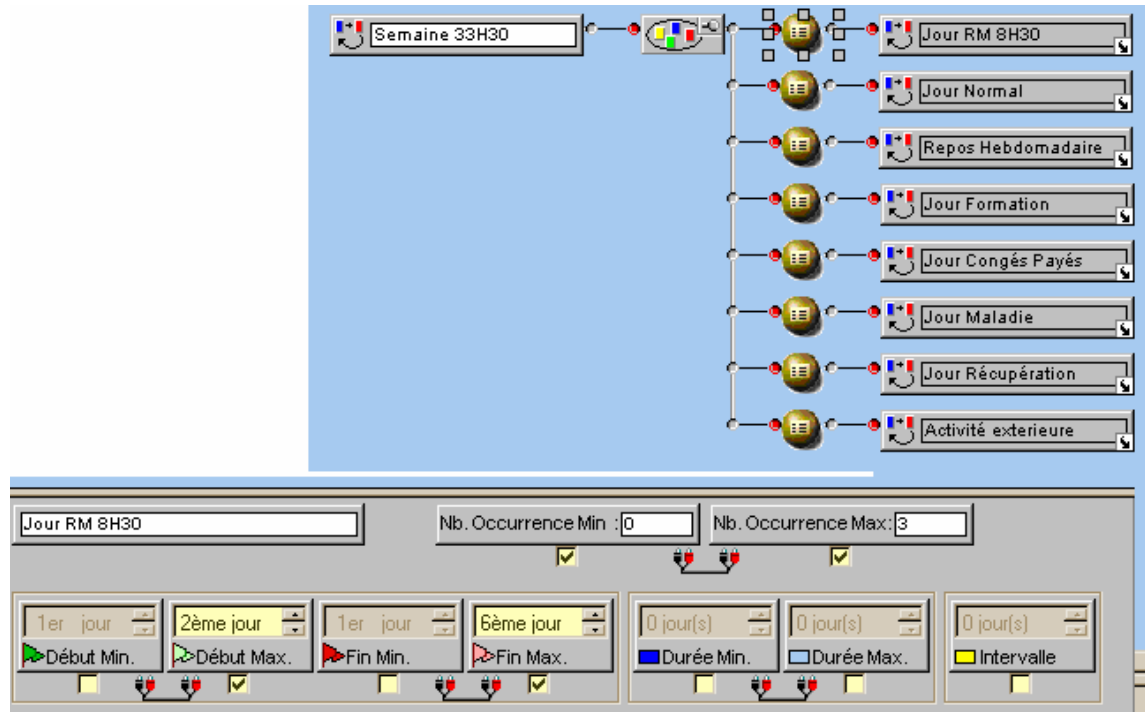 Semaine 33H30
Jour RM 8H30
Jour Normal
Repos Hebdomadaire
Jour Formation
Jour Congés Payés
Jour Maladie
Jour Récupération
Activité exterieure
Jour RM 8H30
Nb. Occurrence Min : 0
Nb. Occurrence Max: 3
1er jour
2ème jour
1er jour
6ème jour
0 jour(s)
0 jour(s)
0 jour(s)
Début Min.
Début Max.
Fin Min.
Fin Max.
Durée Min.
Durée Max.
Intervalle